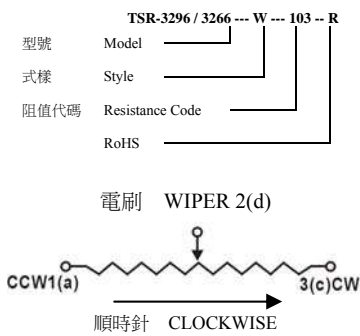 TSR-3296 / 3266 --- W --- 103 -- R
型號 Model
式樣 Style
阻值代碼 Resistance Code
RoHS
電刷 WIPER 2(d)
CCW1(a) 3(c)CW
順時針 CLOCKWISE